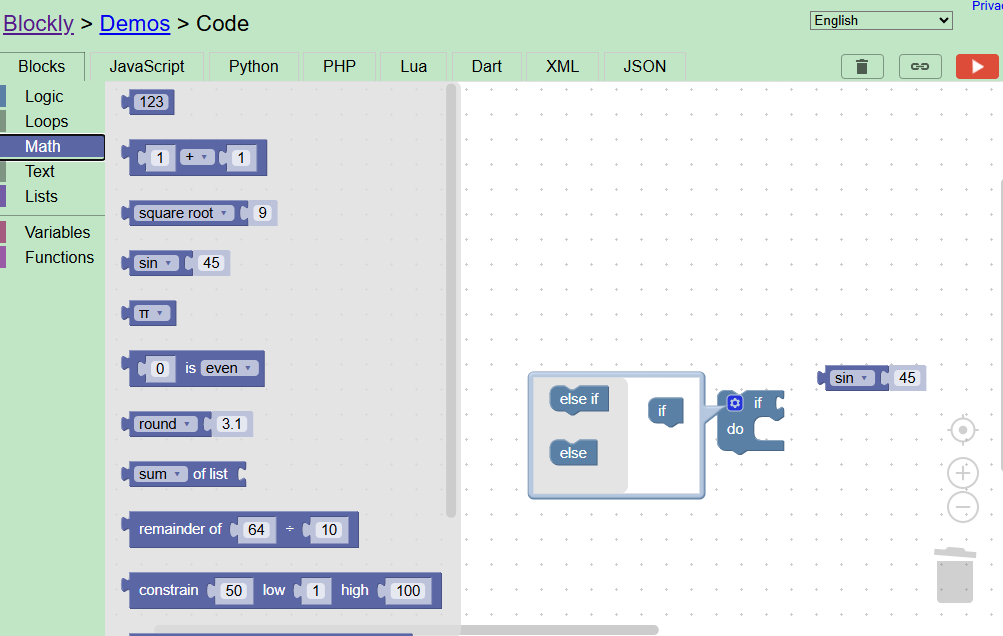 Blockly > Demos > Code
English
Blocks
JavaScript
Python
PHP
Lua
Dart
XML
JSON
Logic
Loops
Math
Text
Lists
Variables
Functions
123
1 + 1
square root 9
sin 45
π
0 is even
round 3.1
sum of list
remainder of 64 ÷ 10
constrain 50 low 1 high 100
else if
else
if
if
do
sin 45